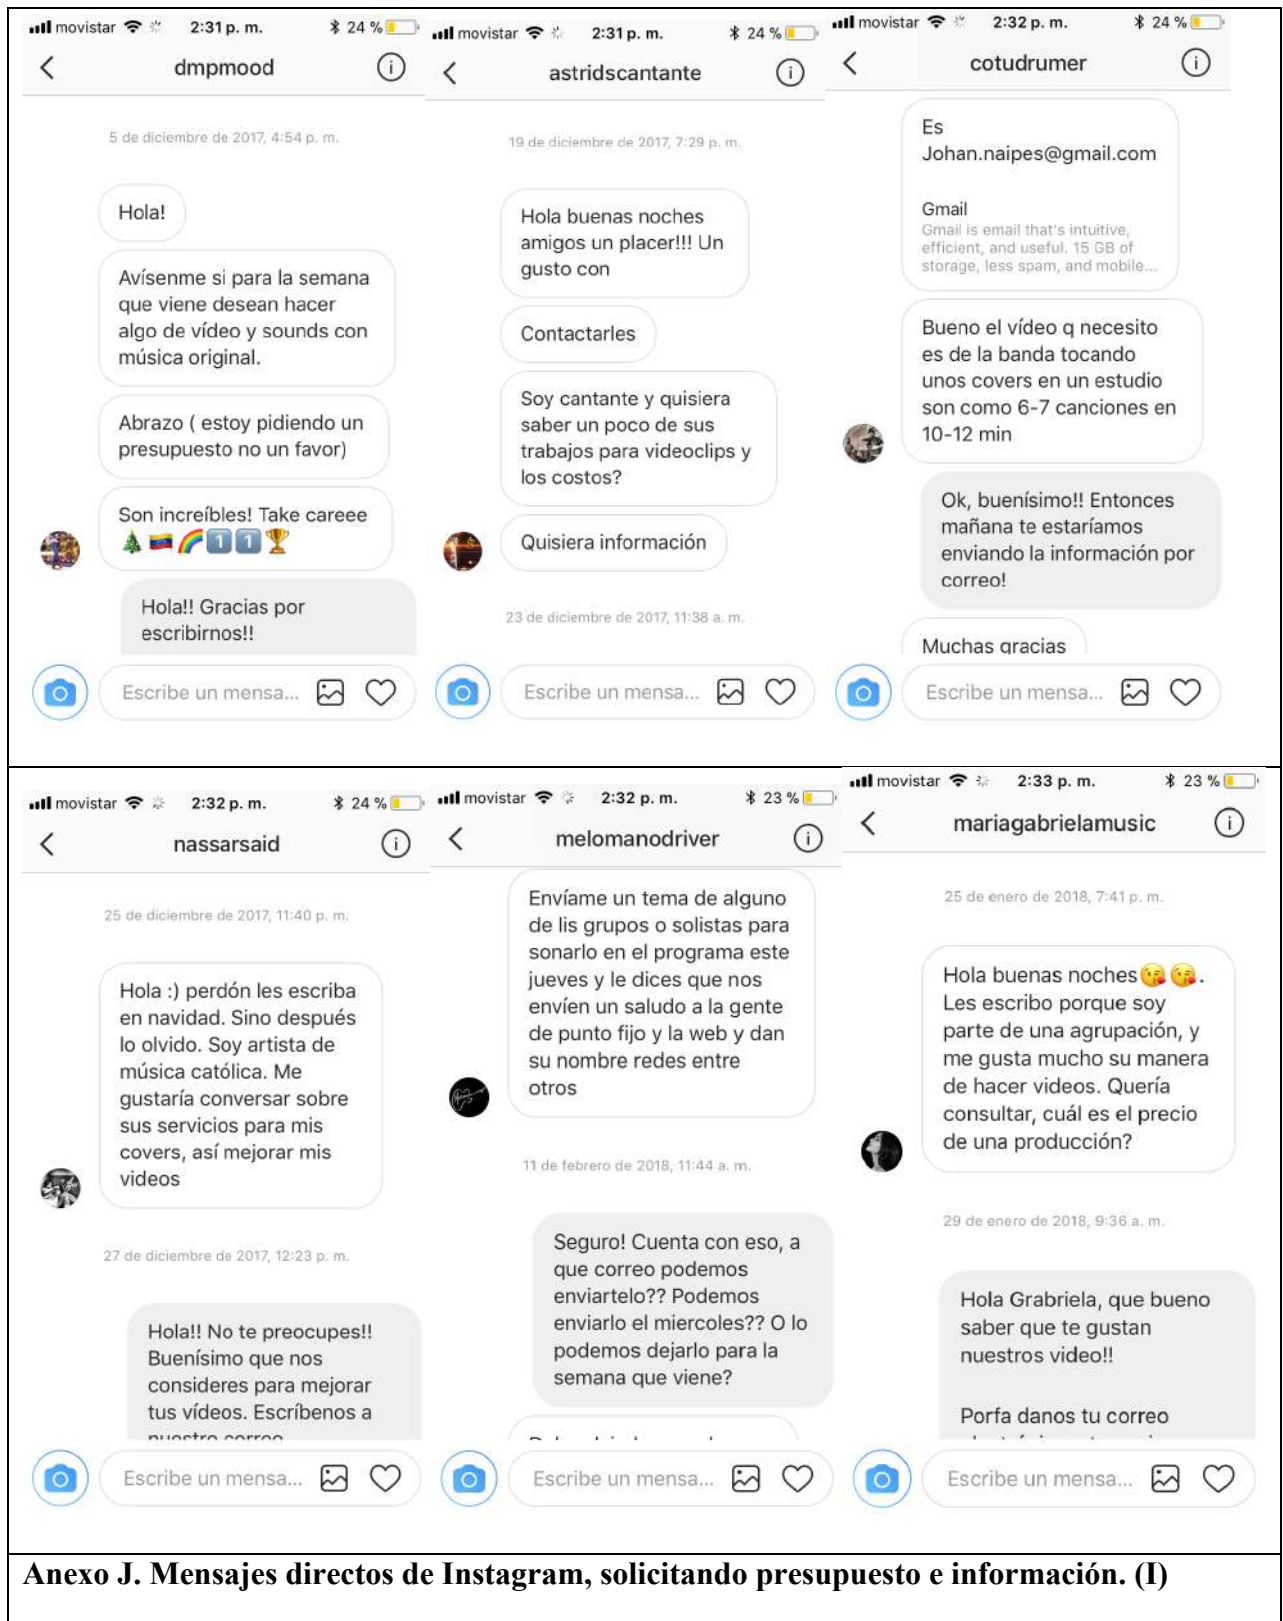 movistar 2:31 p. m. 24 %
dmpmood
5 de diciembre de 2017, 4:54 p. m.
Hola!
Avísenme si para la semana
que viene desean hacer
algo de vídeo y sounds con
música original.
Abrazo ( estoy pidiendo un
presupuesto no un favor)
Son increíbles! Take careee
🎄🇻🇪🌈1️⃣1️⃣🏆
Hola!! Gracias por
escribirnos!!
Escribe un mensa...
movistar 2:31 p. m. 24 %
astridscantante
19 de diciembre de 2017, 7:29 p. m.
Hola buenas noches
amigos un placer!!! Un
gusto con
Contactarles
Soy cantante y quisiera
saber un poco de sus
trabajos para videoclips y
los costos?
Quisiera información
23 de diciembre de 2017, 11:38 a. m.
Escribe un mensa...
movistar 2:32 p. m. 24 %
cotudrumer
Es
Johan.naipes@gmail.com
Gmail
Gmail is email that's intuitive,
efficient, and useful. 15 GB of
storage, less spam, and mobile...
Bueno el vídeo q necesito
es de la banda tocando
unos covers en un estudio
son como 6-7 canciones en
10-12 min
Ok, buenísimo!! Entonces
mañana te estaríamos
enviando la información por
correo!
Muchas gracias
Escribe un mensa...
movistar 2:32 p. m. 24 %
nassarsaid
25 de diciembre de 2017, 11:40 p. m.
Hola :) perdón les escriba
en navidad. Sino después
lo olvido. Soy artista de
música católica. Me
gustaría conversar sobre
sus servicios para mis
covers, así mejorar mis
videos
27 de diciembre de 2017, 12:23 p. m.
Hola!! No te preocupes!!
Buenísimo que nos
consideres para mejorar
tus vídeos. Escríbenos a
nuestro correo
Escribe un mensa...
movistar 2:32 p. m. 23 %
melomanodriver
Envíame un tema de alguno
de lis grupos o solistas para
sonarlo en el programa este
jueves y le dices que nos
envíen un saludo a la gente
de punto fijo y la web y dan
su nombre redes entre
otros
11 de febrero de 2018, 11:44 a. m.
Seguro! Cuenta con eso, a
que correo podemos
enviartelo?? Podemos
enviarlo el miercoles?? O lo
podemos dejarlo para la
semana que viene?
Escribe un mensa...
movistar 2:33 p. m. 23 %
mariagabrielamusic
25 de enero de 2018, 7:41 p. m.
Hola buenas noches😘😘.
Les escribo porque soy
parte de una agrupación, y
me gusta mucho su manera
de hacer videos. Quería
consultar, cuál es el precio
de una producción?
29 de enero de 2018, 9:36 a. m.
Hola Grabriela, que bueno
saber que te gustan
nuestros video!!
Porfa danos tu correo
Escribe un mensa...
Anexo J. Mensajes directos de Instagram, solicitando presupuesto e información. (I)